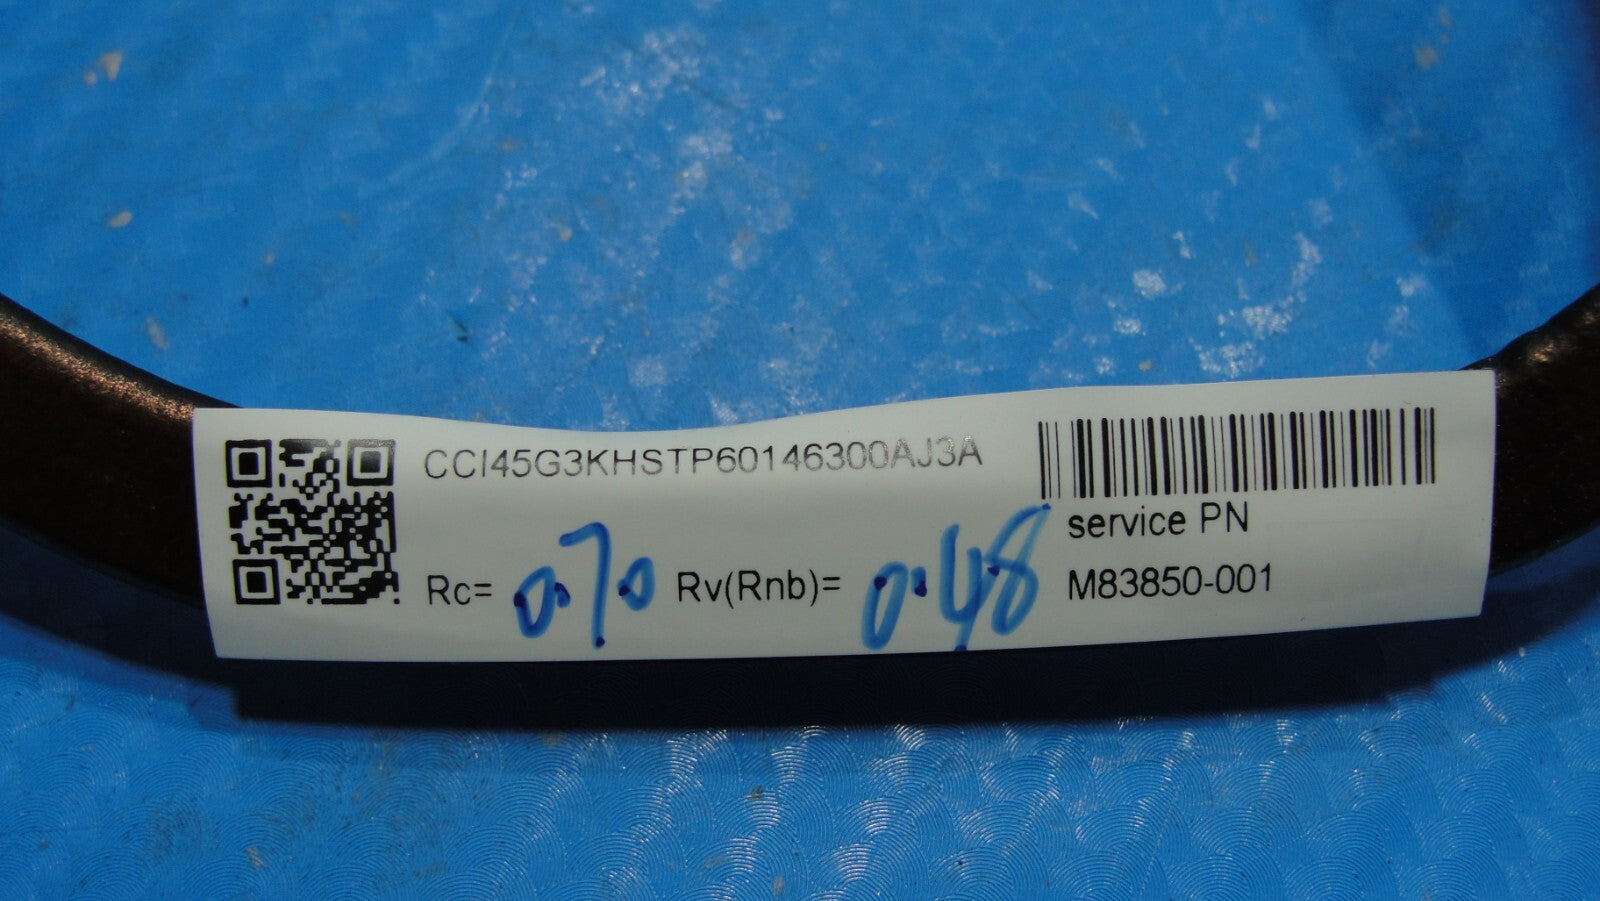 CCI45G3KHSTP60146300AJ3A
Rc= 0.70 Rv(Rnb)= 0.48
service PN
M83850-001